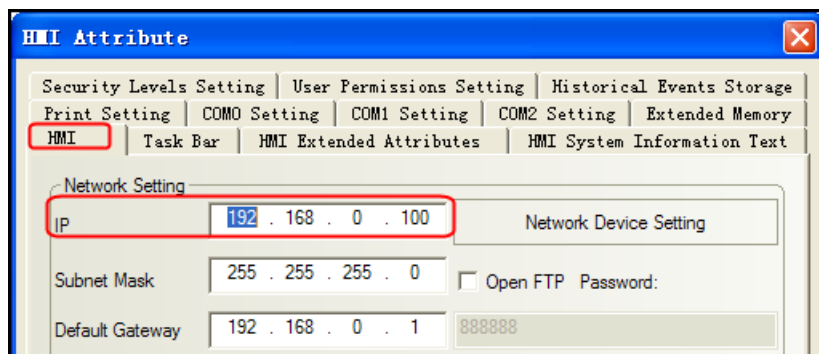 HMI Attribute
Security Levels Setting User Permissions Setting Historical Events Storage
Print Setting COM0 Setting COM1 Setting COM2 Setting Extended Memory
HMI Task Bar HMI Extended Attributes HMI System Information Text
Network Setting
IP 192 . 168 . 0 . 100 Network Device Setting
Subnet Mask 255 . 255 . 255 . 0 Open FTP Password:
Default Gateway 192 . 168 . 0 . 1 888888